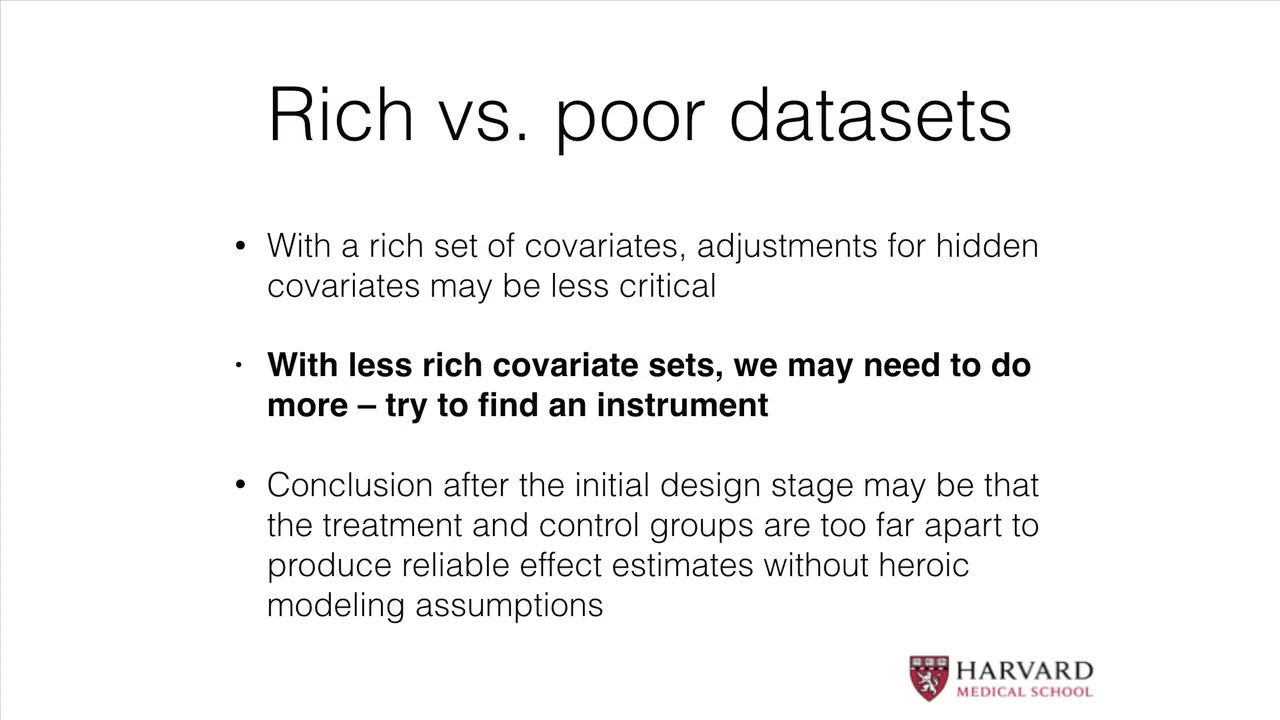 Rich vs. poor datasets
• With a rich set of covariates, adjustments for hidden
covariates may be less critical
• With less rich covariate sets, we may need to do
more – try to find an instrument
• Conclusion after the initial design stage may be that
the treatment and control groups are too far apart to
produce reliable effect estimates without heroic
modeling assumptions
HARVARD
MEDICAL SCHOOL